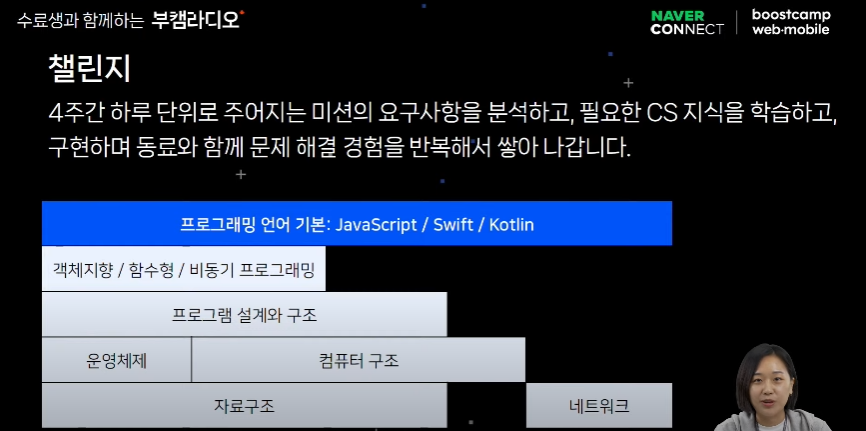 수료생과 함께하는 부캠라디오
NAVER
CONNECT
boostcamp
web·mobile
챌린지
4주간 하루 단위로 주어지는 미션의 요구사항을 분석하고, 필요한 CS 지식을 학습하고,
구현하며 동료와 함께 문제 해결 경험을 반복해서 쌓아 나갑니다.
프로그래밍 언어 기본: JavaScript / Swift / Kotlin
객체지향 / 함수형 / 비동기 프로그래밍
프로그램 설계와 구조
운영체제 컴퓨터 구조
자료구조 네트워크